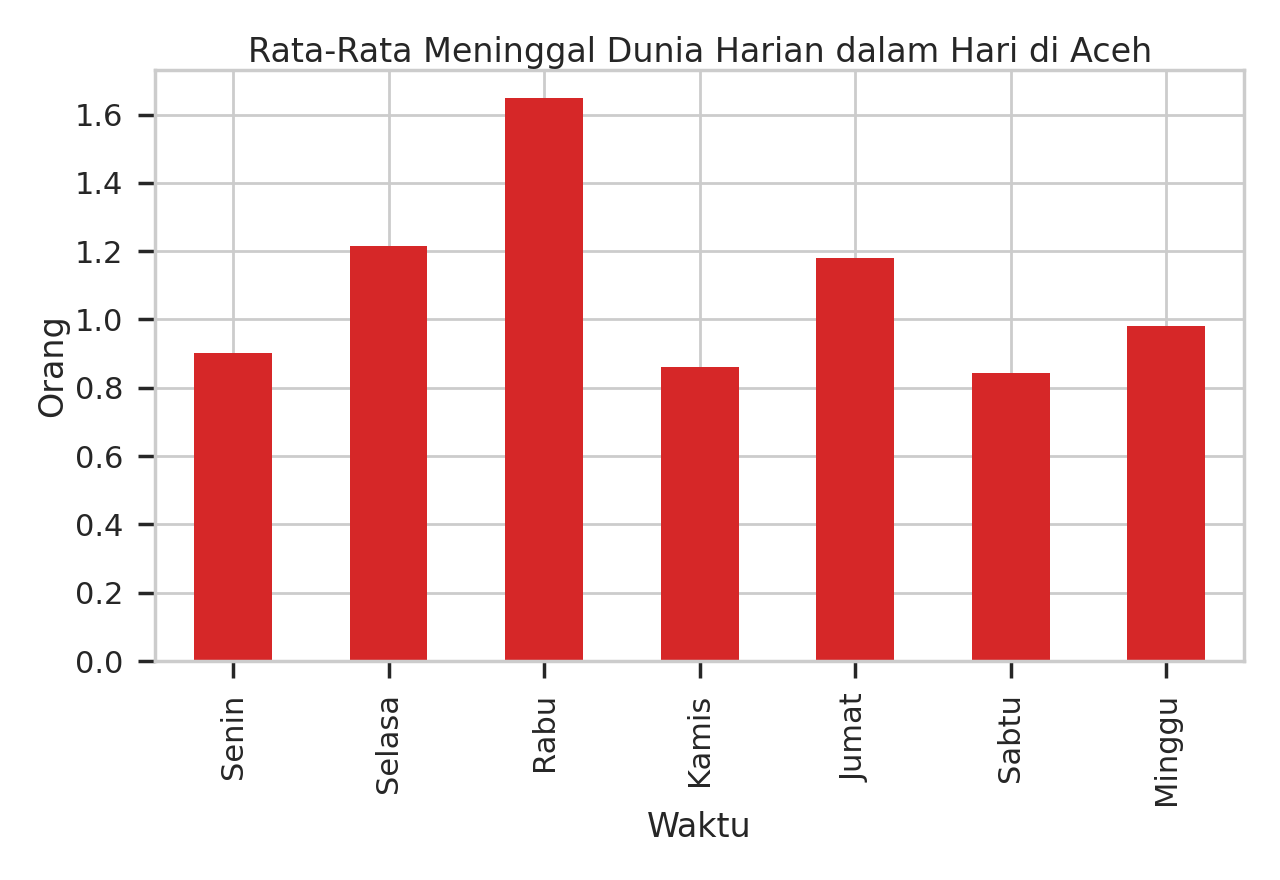 Rata-Rata Meninggal Dunia Harian dalam Hari di Aceh
Orang
1.6
1.4
1.2
1.0
0.8
0.6
0.4
0.2
0.0
Senin
Selasa
Rabu
Kamis
Jumat
Sabtu
Minggu
Waktu